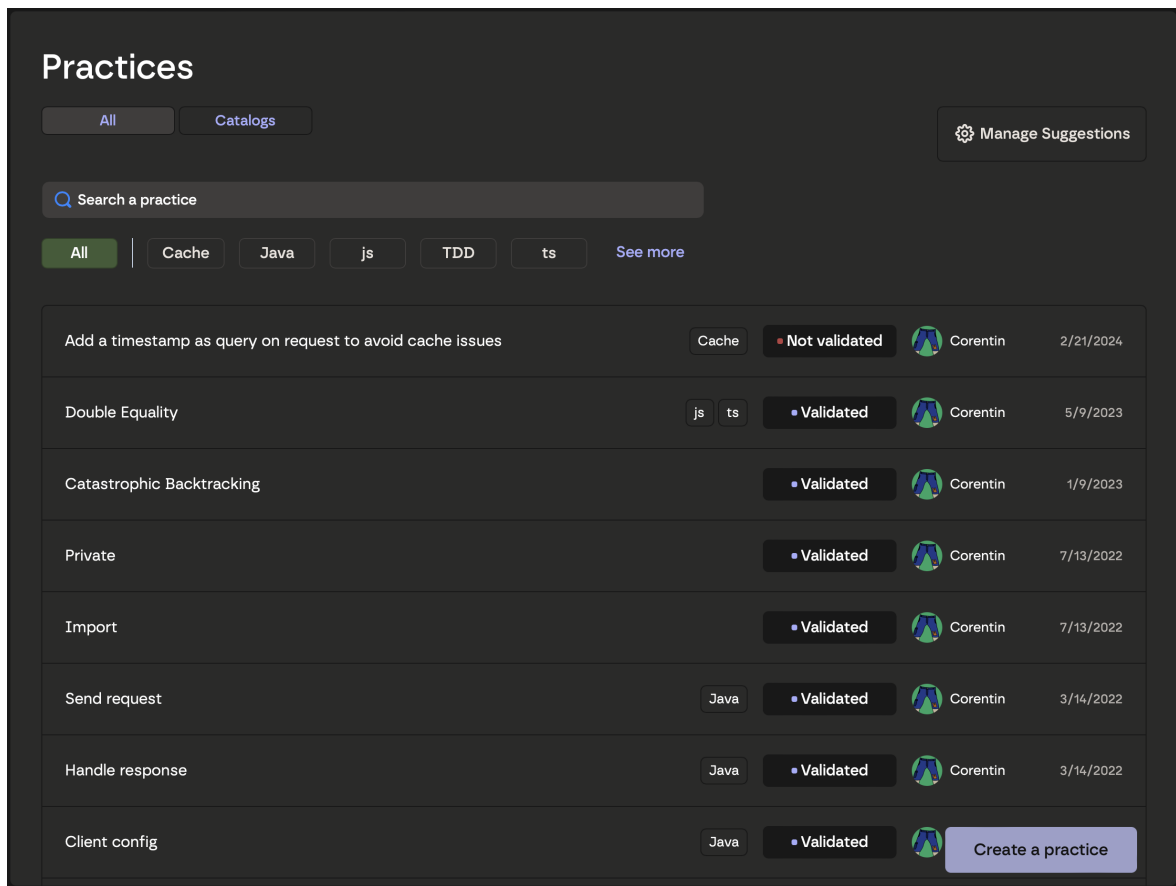 Practices
All Catalogs
Manage Suggestions
Search a practice
All Cache Java js TDD ts See more
Add a timestamp as query on request to avoid cache issues Cache Not validated Corentin 2/21/2024
Double Equality js ts Validated Corentin 5/9/2023
Catastrophic Backtracking Validated Corentin 1/9/2023
Private Validated Corentin 7/13/2022
Import Validated Corentin 7/13/2022
Send request Java Validated Corentin 3/14/2022
Handle response Java Validated Corentin 3/14/2022
Client config Java Validated
Create a practice